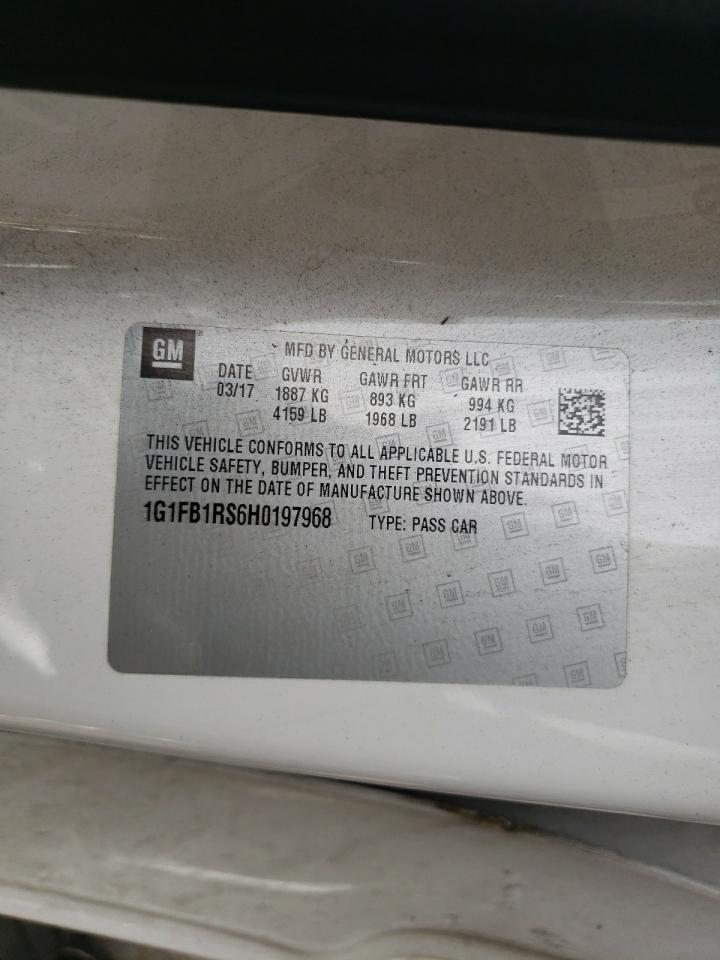 GM
MFD BY GENERAL MOTORS LLC
DATE GVWR GAWR FRT GAWR RR
03/17 1887 KG 893 KG 994 KG
4159 LB 1968 LB 2191 LB
THIS VEHICLE CONFORMS TO ALL APPLICABLE U.S. FEDERAL MOTOR
VEHICLE SAFETY, BUMPER, AND THEFT PREVENTION STANDARDS IN
EFFECT ON THE DATE OF MANUFACTURE SHOWN ABOVE.
1G1FB1RS6H0197968 TYPE: PASS CAR